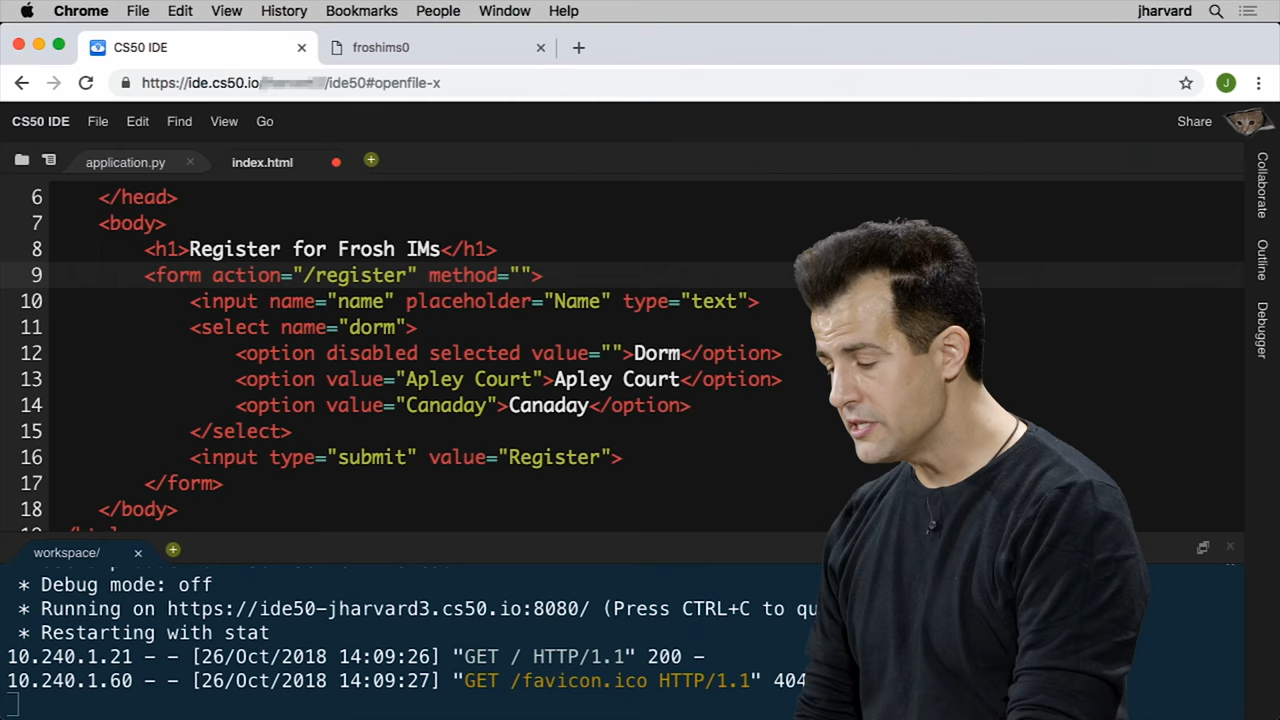 Chrome File Edit View History Bookmarks People Window Help jharvard
CS50 IDE froshims0
https://ide.cs50.io/ /ide50#openfile-x J
CS50 IDE File Edit Find View Go Share
application.py index.html
6 </head>
7 <body>
8 <h1>Register for Frosh IMs</h1>
9 <form action="/register" method="">
10 <input name="name" placeholder="Name" type="text">
11 <select name="dorm">
12 <option disabled selected value="">Dorm</option>
13 <option value="Apley Court">Apley Court</option>
14 <option value="Canaday">Canaday</option>
15 </select>
16 <input type="submit" value="Register">
17 </form>
18 </body>
Collaborate
Outline
Debugger
workspace/
* Debug mode: off
* Running on https://ide50-jharvard3.cs50.io:8080/ (Press CTRL+C to qu
* Restarting with stat
10.240.1.21 - - [26/Oct/2018 14:09:26] "GET / HTTP/1.1" 200 -
10.240.1.60 - - [26/Oct/2018 14:09:27] "GET /favicon.ico HTTP/1.1" 404